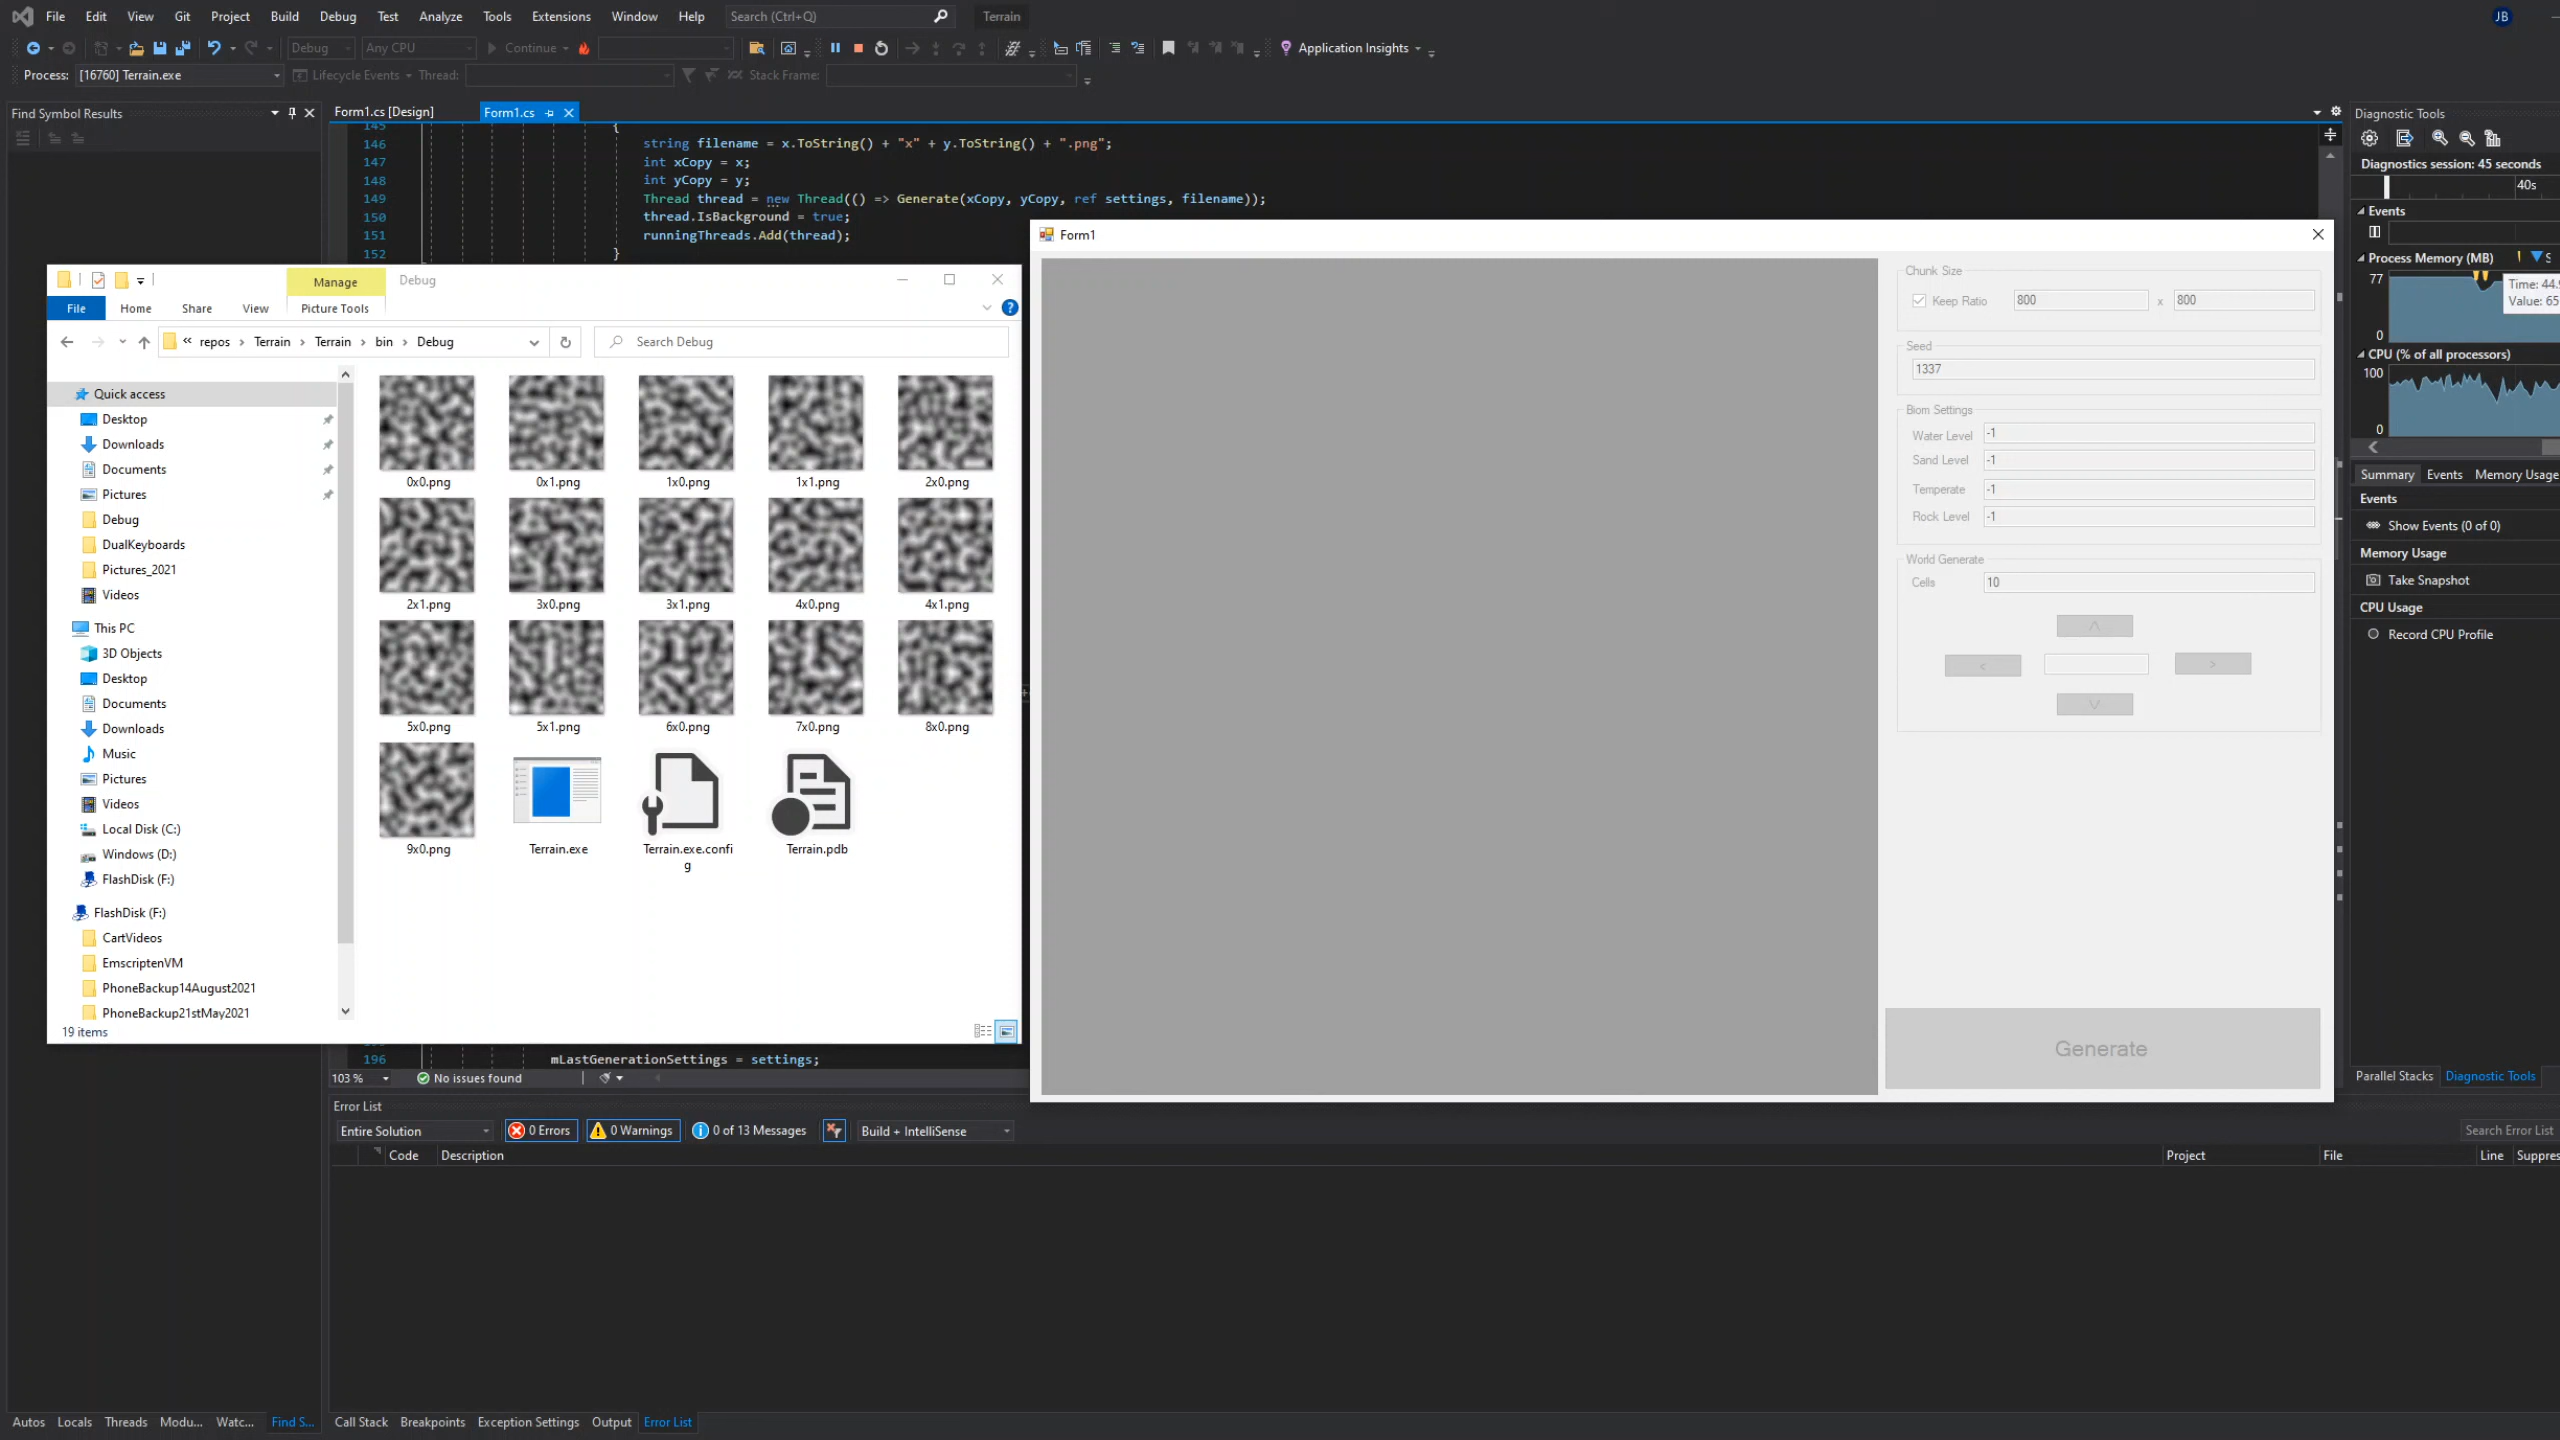 File Edit View Git Project Build Debug Test Analyze Tools Extensions Window Help Search (Ctrl+Q) Terrain JB
Debug Any CPU Continue Application Insights
Process: [16760] Terrain.exe Lifecycle Events Thread: Stack Frame:
Find Symbol Results
Form1.cs [Design] Form1.cs
145 {
146 string filename = x.ToString() + "x" + y.ToString() + ".png";
147 int xCopy = x;
148 int yCopy = y;
149 Thread thread = new Thread(() => Generate(xCopy, yCopy, ref settings, filename));
150 thread.IsBackground = true;
151 runningThreads.Add(thread);
152 }
Manage Debug
File Home Share View Picture Tools
« repos › Terrain › Terrain › bin › Debug
Search Debug
Quick access
Desktop
Downloads
Documents
Pictures
Debug
DualKeyboards
Pictures_2021
Videos
This PC
3D Objects
Desktop
Documents
Downloads
Music
Pictures
Videos
Local Disk (C:)
Windows (D:)
FlashDisk (F:)
FlashDisk (F:)
CartVideos
EmscriptenVM
PhoneBackup14August2021
PhoneBackup21stMay2021
19 items
0x0.png 0x1.png 1x0.png 1x1.png 2x0.png
2x1.png 3x0.png 3x1.png 4x0.png 4x1.png
5x0.png 5x1.png 6x0.png 7x0.png 8x0.png
9x0.png Terrain.exe Terrain.exe.confi Terrain.pdb
g
196 mLastGenerationSettings = settings;
103 % No issues found
Form1
Chunk Size
Keep Ratio 800 x 800
Seed
1337
Biom Settings
Water Level -1
Sand Level -1
Temperate -1
Rock Level -1
World Generate
Cells 10
^
< >
V
Generate
Diagnostic Tools
Diagnostics session: 45 seconds
40s
Events
Process Memory (MB) S
77
Time: 44.
Value: 65
0
CPU (% of all processors)
100
0
Summary Events Memory Usage
Events
Show Events (0 of 0)
Memory Usage
Take Snapshot
CPU Usage
Record CPU Profile
Parallel Stacks Diagnostic Tools
Error List
Entire Solution 0 Errors 0 Warnings 0 of 13 Messages Build + IntelliSense Search Error List
Code Description Project File Line Suppres
Autos Locals Threads Modu... Watc... Find S... Call Stack Breakpoints Exception Settings Output Error List